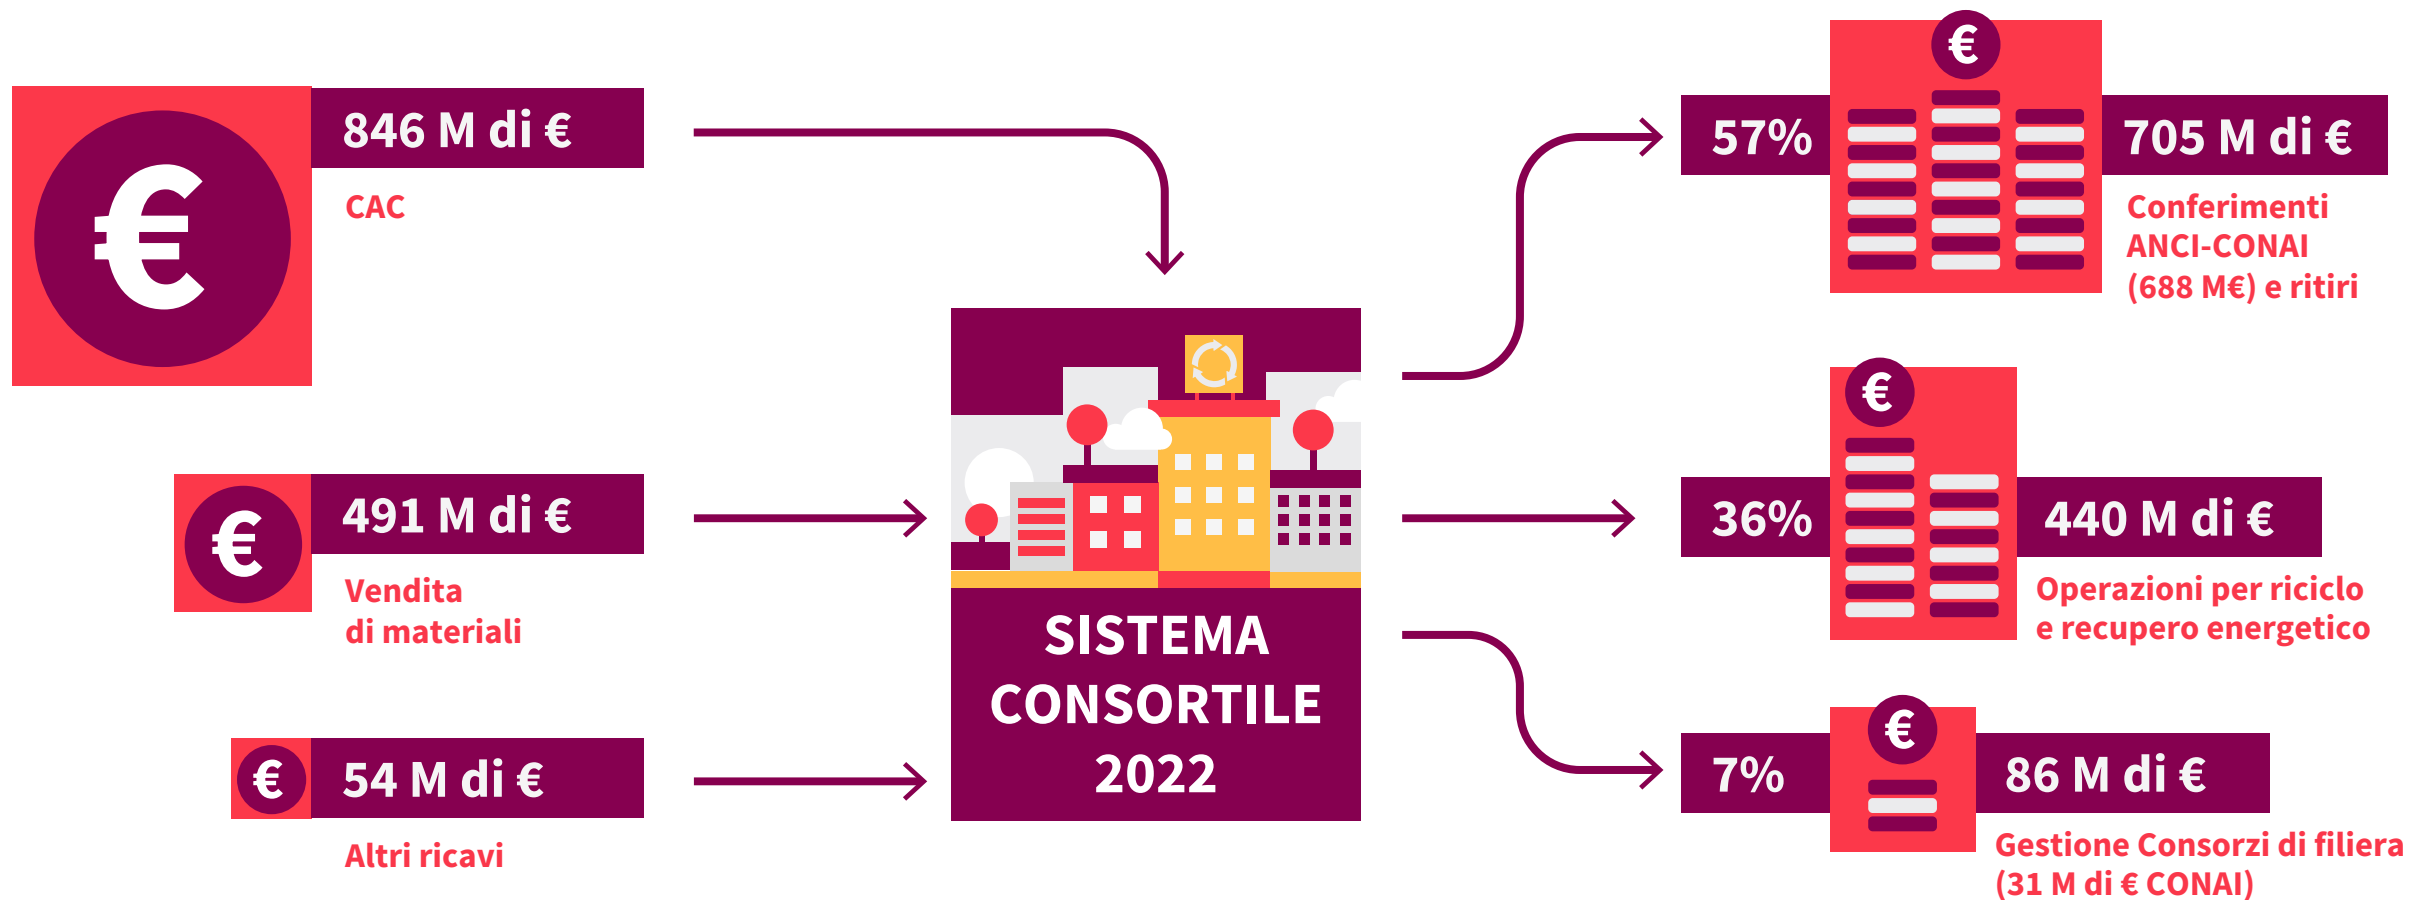 €
846 M di €
CAC
€
491 M di €
Vendita
di materiali
€
54 M di €
Altri ricavi
SISTEMA
CONSORTILE
2022
€
57%
705 M di €
Conferimenti
ANCI-CONAI
(688 M€) e ritiri
€
36%
440 M di €
Operazioni per riciclo
e recupero energetico
€
7%
86 M di €
Gestione Consorzi di filiera
(31 M di € CONAI)